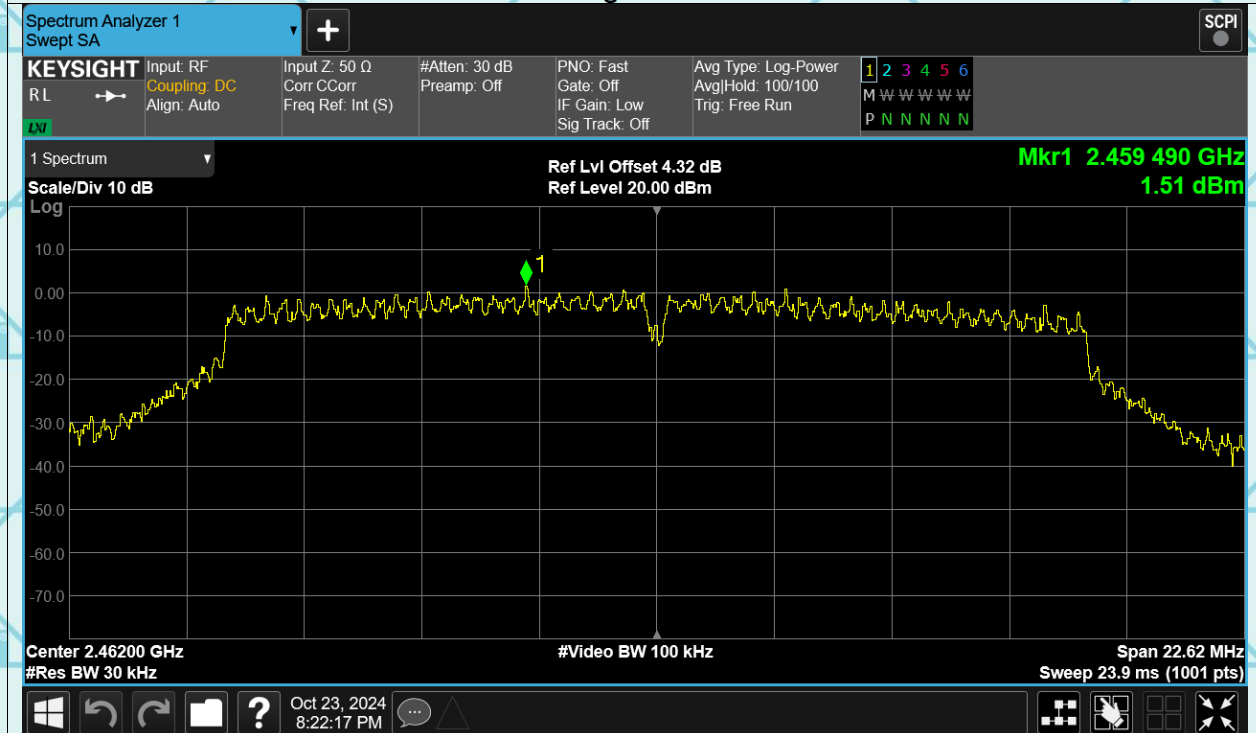 Spectrum Analyzer 1
Swept SA
+
SCPI
KEYSIGHT
RL
LXI
Input: RF
Coupling: DC
Align: Auto
Input Z: 50 Ω
Corr CCorr
Freq Ref: Int (S)
#Atten: 30 dB
Preamp: Off
PNO: Fast
Gate: Off
IF Gain: Low
Sig Track: Off
Avg Type: Log-Power
Avg|Hold: 100/100
Trig: Free Run
1 2 3 4 5 6
M W W W W W
P N N N N N
1 Spectrum
Scale/Div 10 dB
Log
Ref Lvl Offset 4.32 dB
Ref Level 20.00 dBm
Mkr1 2.459 490 GHz
1.51 dBm
1
10.0
0.00
-10.0
-20.0
-30.0
-40.0
-50.0
-60.0
-70.0
Center 2.46200 GHz
#Res BW 30 kHz
#Video BW 100 kHz
Span 22.62 MHz
Sweep 23.9 ms (1001 pts)
?
Oct 23, 2024
8:22:17 PM